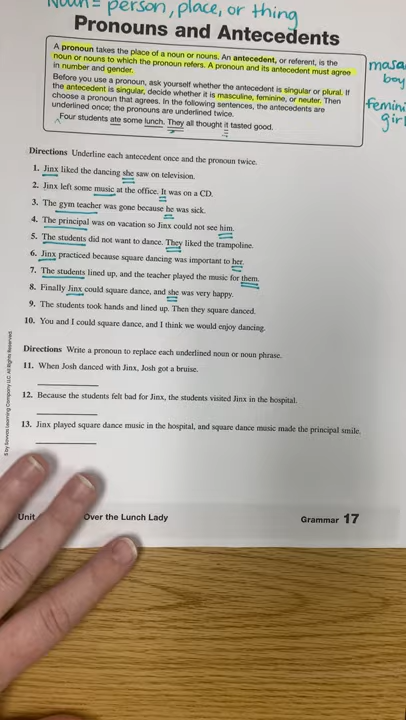 Noun = person, place, or thing
Pronouns and Antecedents
A pronoun takes the place of a noun or nouns. An antecedent, or referent, is the
noun or nouns to which the pronoun refers. A pronoun and its antecedent must agree
in number and gender.
Before you use a pronoun, ask yourself whether the antecedent is singular or plural. If
the antecedent is singular, decide whether it is masculine, feminine, or neuter. Then
choose a pronoun that agrees. In the following sentences, the antecedents are
underlined once; the pronouns are underlined twice.
Four students ate some lunch. They all thought it tasted good.
masc
boy
femini
girl
Directions Underline each antecedent once and the pronoun twice.
1. Jinx liked the dancing she saw on television.
2. Jinx left some music at the office. It was on a CD.
3. The gym teacher was gone because he was sick.
4. The principal was on vacation so Jinx could not see him.
5. The students did not want to dance. They liked the trampoline.
6. Jinx practiced because square dancing was important to her.
7. The students lined up, and the teacher played the music for them.
8. Finally Jinx could square dance, and she was very happy.
9. The students took hands and lined up. Then they square danced.
10. You and I could square dance, and I think we would enjoy dancing.
Directions Write a pronoun to replace each underlined noun or noun phrase.
11. When Josh danced with Jinx, Josh got a bruise.
12. Because the students felt bad for Jinx, the students visited Jinx in the hospital.
13. Jinx played square dance music in the hospital, and square dance music made the principal smile.
Learning Company LLC. All Rights Reserved.
Unit
Over the Lunch Lady
Grammar 17